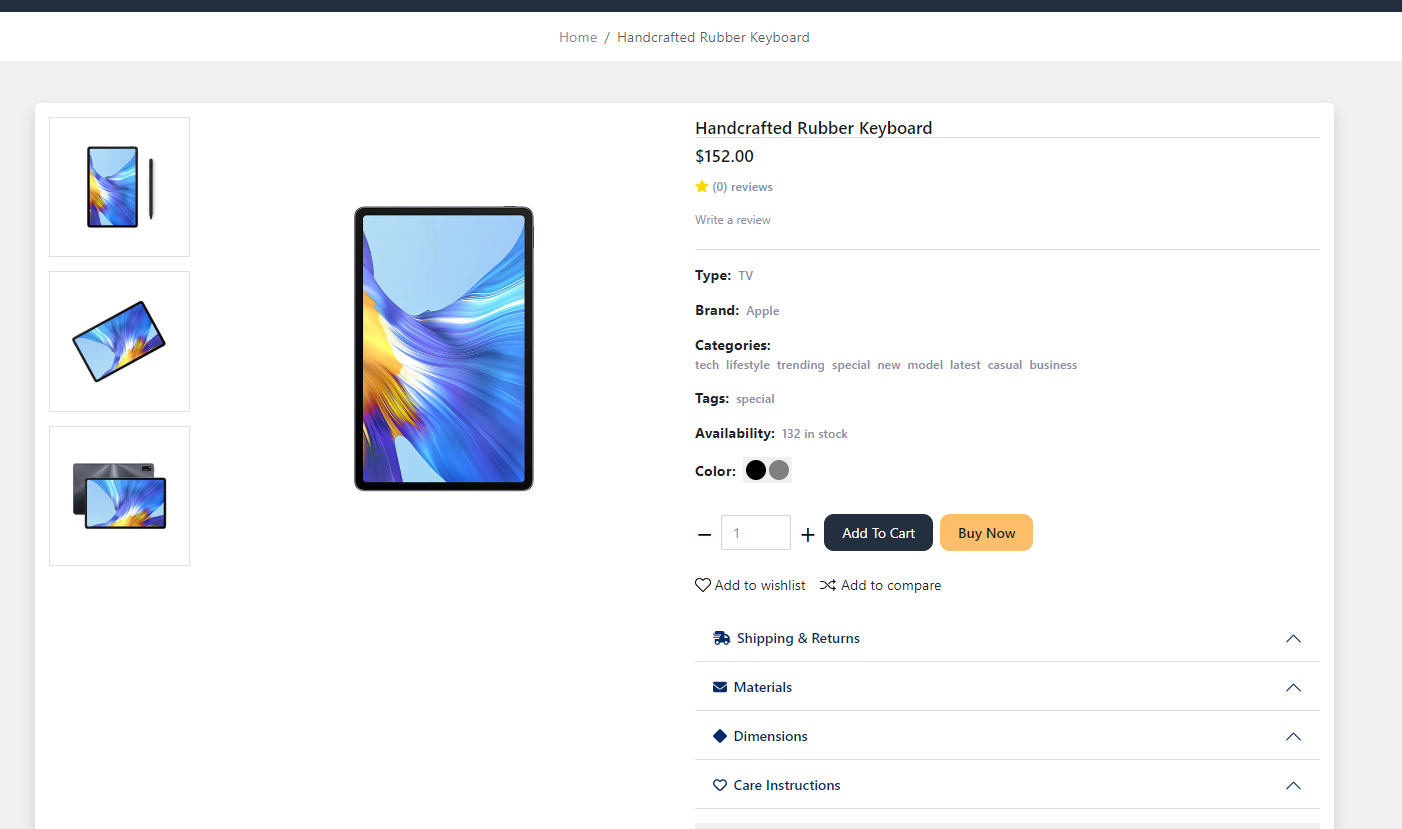 Home / Handcrafted Rubber Keyboard
Handcrafted Rubber Keyboard
$152.00
(0) reviews
Write a review
Type: TV
Brand: Apple
Categories:
tech lifestyle trending special new model latest casual business
Tags: special
Availability: 132 in stock
Color:
1
Add To Cart
Buy Now
Add to wishlist
Add to compare
Shipping & Returns
Materials
Dimensions
Care Instructions